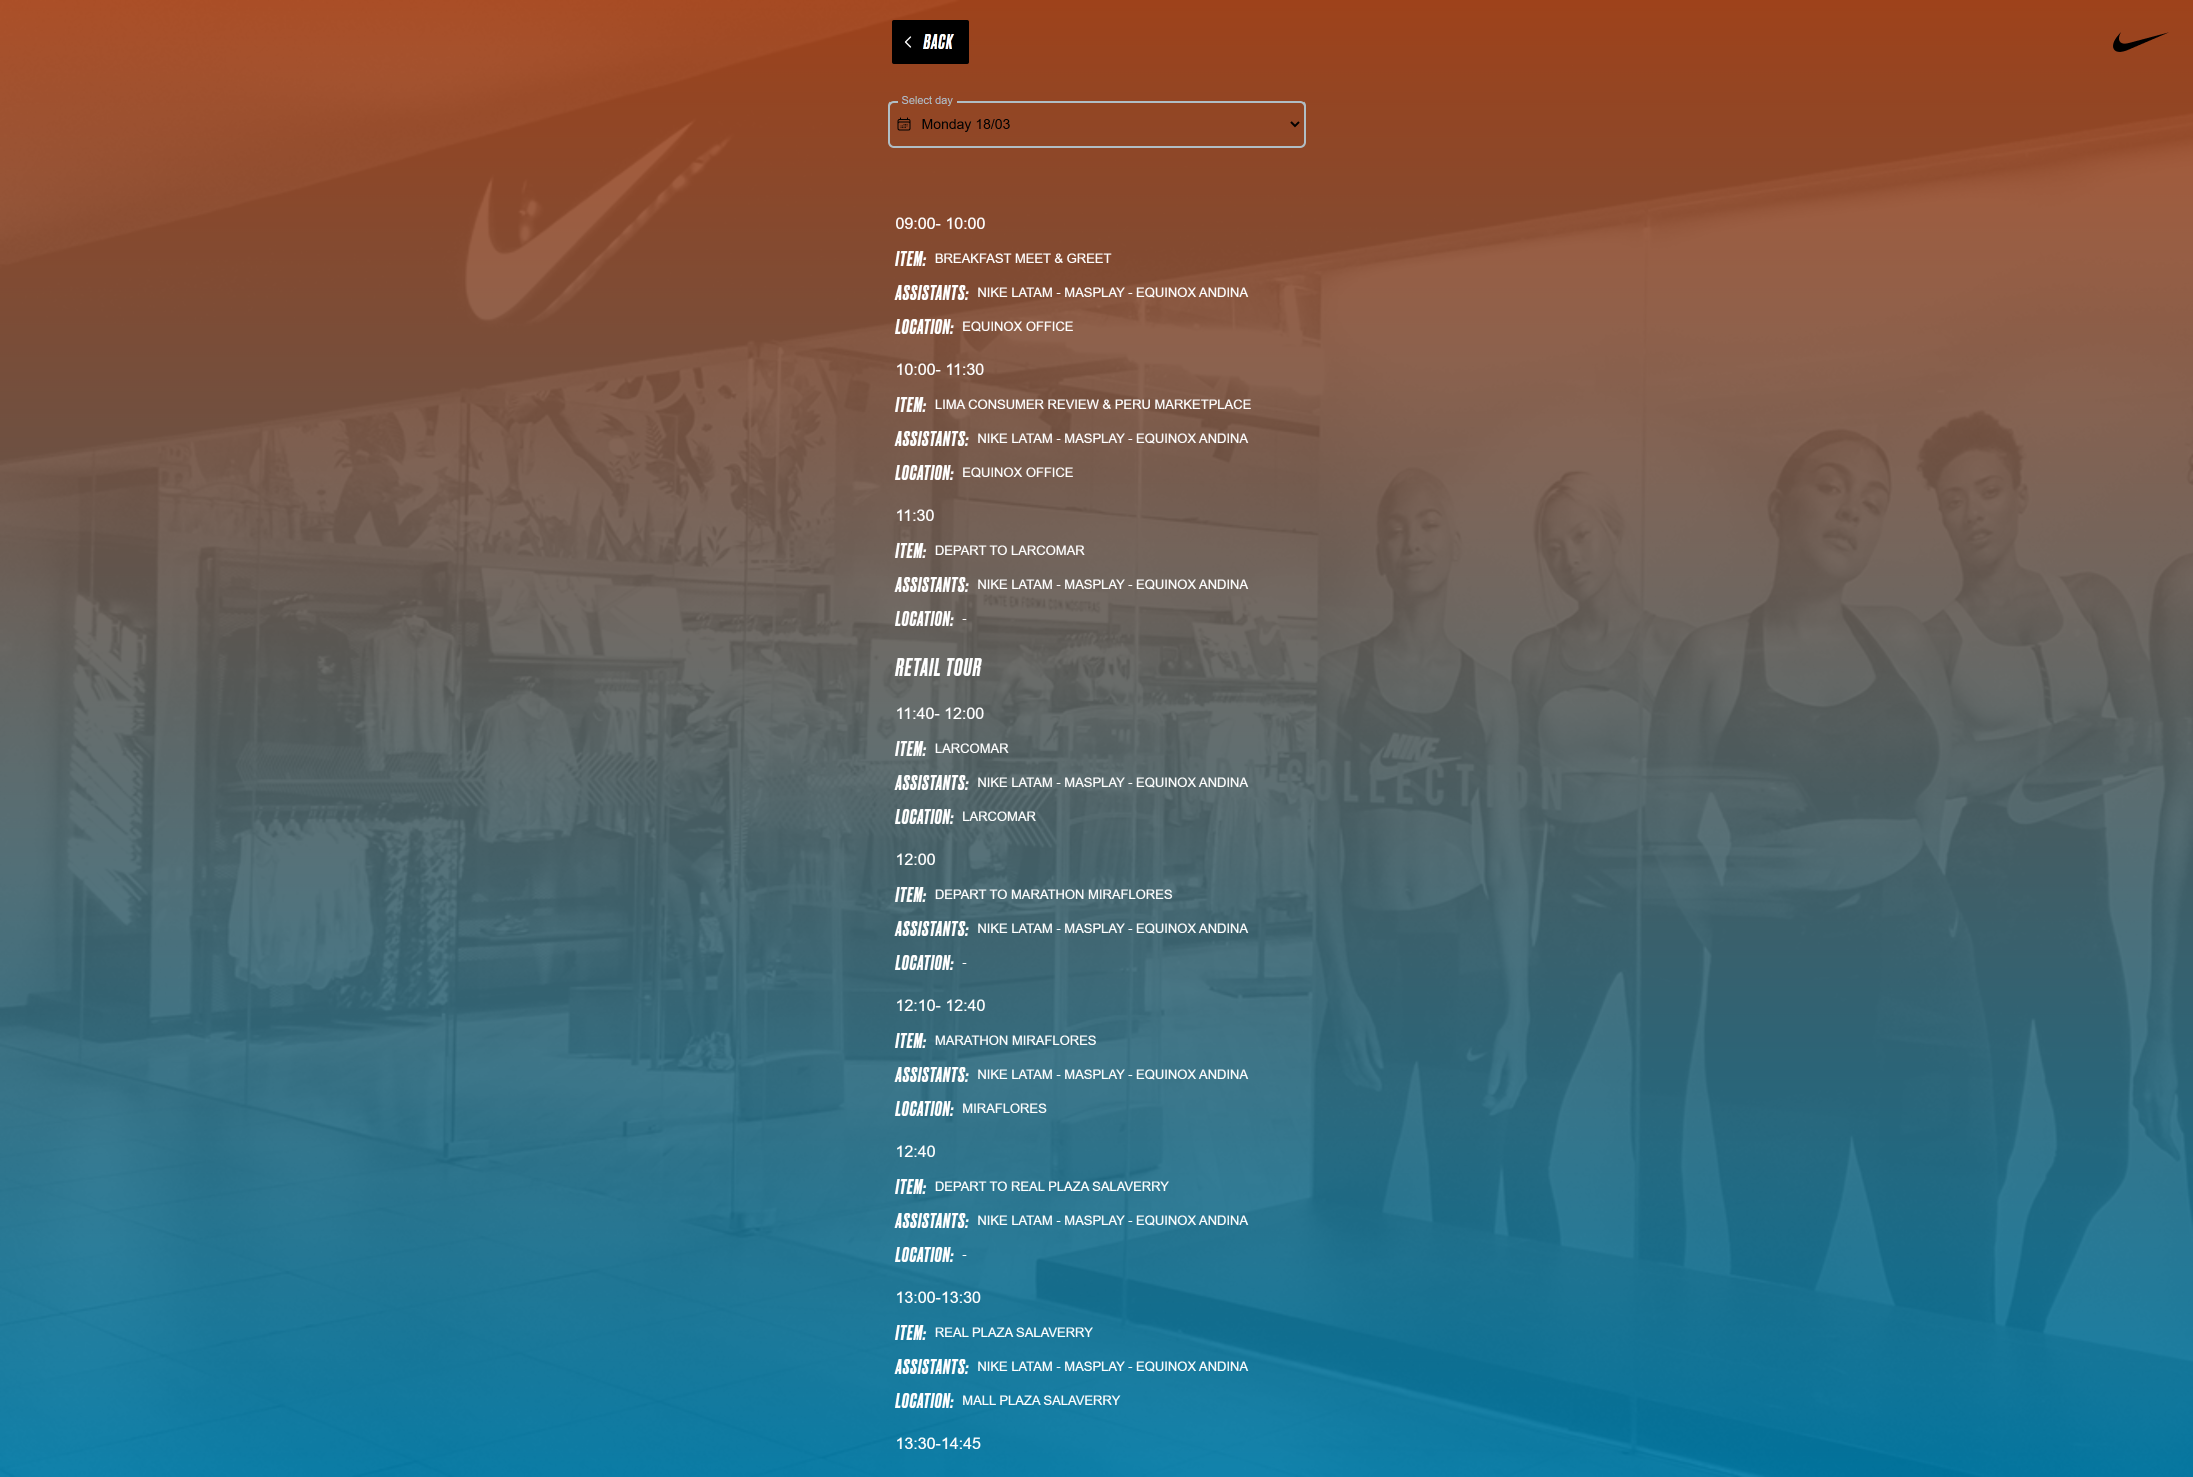 BACK
Select day
Monday 18/03
09:00- 10:00
ITEM: BREAKFAST MEET & GREET
ASSISTANTS: NIKE LATAM - MASPLAY - EQUINOX ANDINA
LOCATION: EQUINOX OFFICE
10:00- 11:30
ITEM: LIMA CONSUMER REVIEW & PERU MARKETPLACE
ASSISTANTS: NIKE LATAM - MASPLAY - EQUINOX ANDINA
LOCATION: EQUINOX OFFICE
11:30
ITEM: DEPART TO LARCOMAR
ASSISTANTS: NIKE LATAM - MASPLAY - EQUINOX ANDINA
PONTE EN FORMA CON NOSOTRAS
LOCATION: -
RETAIL TOUR
11:40- 12:00
ITEM: LARCOMAR
NIKE
ASSISTANTS: NIKE LATAM - MASPLAY - EQUINOX ANDINA
LOCATION: LARCOMAR
12:00
ITEM: DEPART TO MARATHON MIRAFLORES
ASSISTANTS: NIKE LATAM - MASPLAY - EQUINOX ANDINA
LOCATION: -
12:10- 12:40
ITEM: MARATHON MIRAFLORES
ASSISTANTS: NIKE LATAM - MASPLAY - EQUINOX ANDINA
LOCATION: MIRAFLORES
12:40
ITEM: DEPART TO REAL PLAZA SALAVERRY
ASSISTANTS: NIKE LATAM - MASPLAY - EQUINOX ANDINA
LOCATION: -
13:00-13:30
ITEM: REAL PLAZA SALAVERRY
ASSISTANTS: NIKE LATAM - MASPLAY - EQUINOX ANDINA
LOCATION: MALL PLAZA SALAVERRY
13:30-14:45